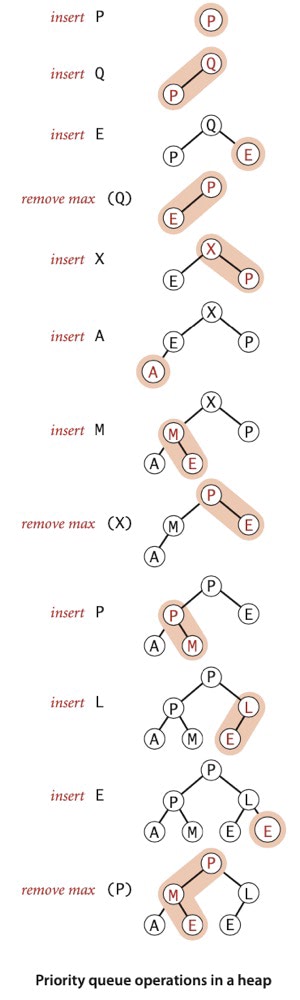 insert P
P
insert Q
Q
P
insert E
Q
P E
remove max (Q)
P
E
insert X
X
E P
insert A
X
E P
A
insert M
X
M P
A E
remove max (X)
P
M E
A
insert P
P
P E
A M
insert L
P
P L
A M E
insert E
P
P L
A M E E
remove max (P)
P
M L
A E E
Priority queue operations in a heap